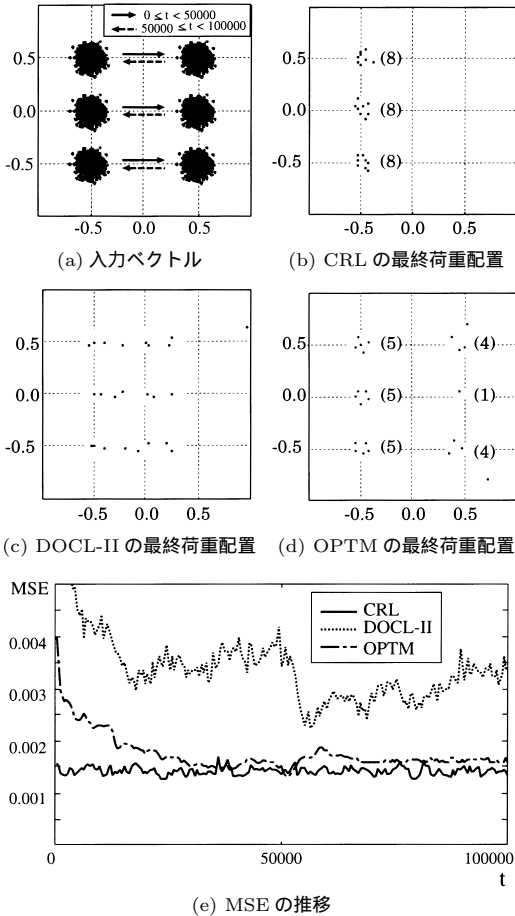 0 ≤ t < 50000
50000 ≤ t < 100000
0.5
0.0
-0.5
-0.5 0.0 0.5
(a) 入力ベクトル
0.5 (8)
0.0 (8)
-0.5 (8)
-0.5 0.0 0.5
(b) CRL の最終荷重配置
0.5
0.0
-0.5
-0.5 0.0 0.5
(c) DOCL-II の最終荷重配置
0.5 (5) (4)
0.0 (5) (1)
-0.5 (5) (4)
-0.5 0.0 0.5
(d) OPTM の最終荷重配置
MSE
CRL
DOCL-II
OPTM
0.004
0.003
0.002
0.001
0 50000 100000
t
(e) MSE の推移